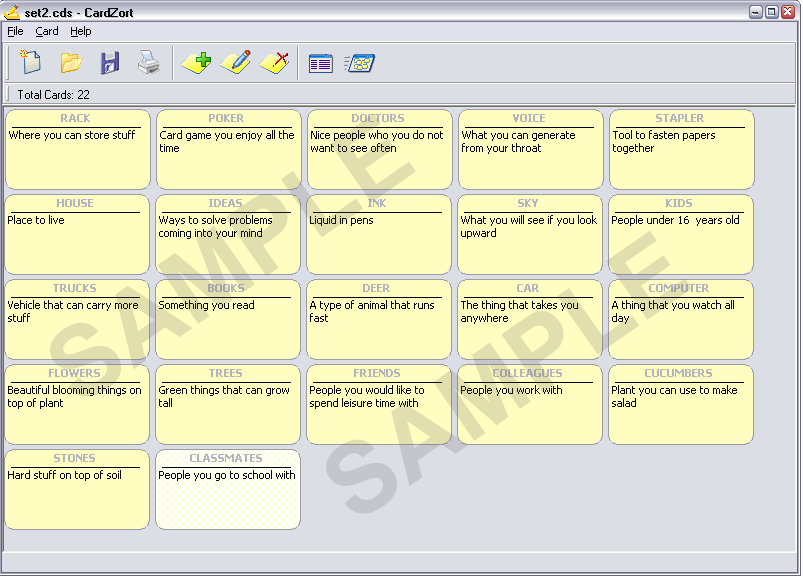 set2.cds - CardZort
File Card Help
Total Cards: 22
RACK
Where you can store stuff
POKER
Card game you enjoy all the
time
DOCTORS
Nice people who you do not
want to see often
VOICE
What you can generate
from your throat
STAPLER
Tool to fasten papers
together
HOUSE
Place to live
IDEAS
Ways to solve problems
coming into your mind
INK
Liquid in pens
SKY
What you will see if you look
upward
KIDS
People under 16 years old
TRUCKS
Vehicle that can carry more
stuff
BOOKS
Something you read
DEER
A type of animal that runs
fast
CAR
The thing that takes you
anywhere
COMPUTER
A thing that you watch all
day
FLOWERS
Beautiful blooming things on
top of plant
TREES
Green things that can grow
tall
FRIENDS
People you would like to
spend leisure time with
COLLEAGUES
People you work with
CUCUMBERS
Plant you can use to make
salad
STONES
Hard stuff on top of soil
CLASSMATES
People you go to school with
SAMPLE
SAMPLE